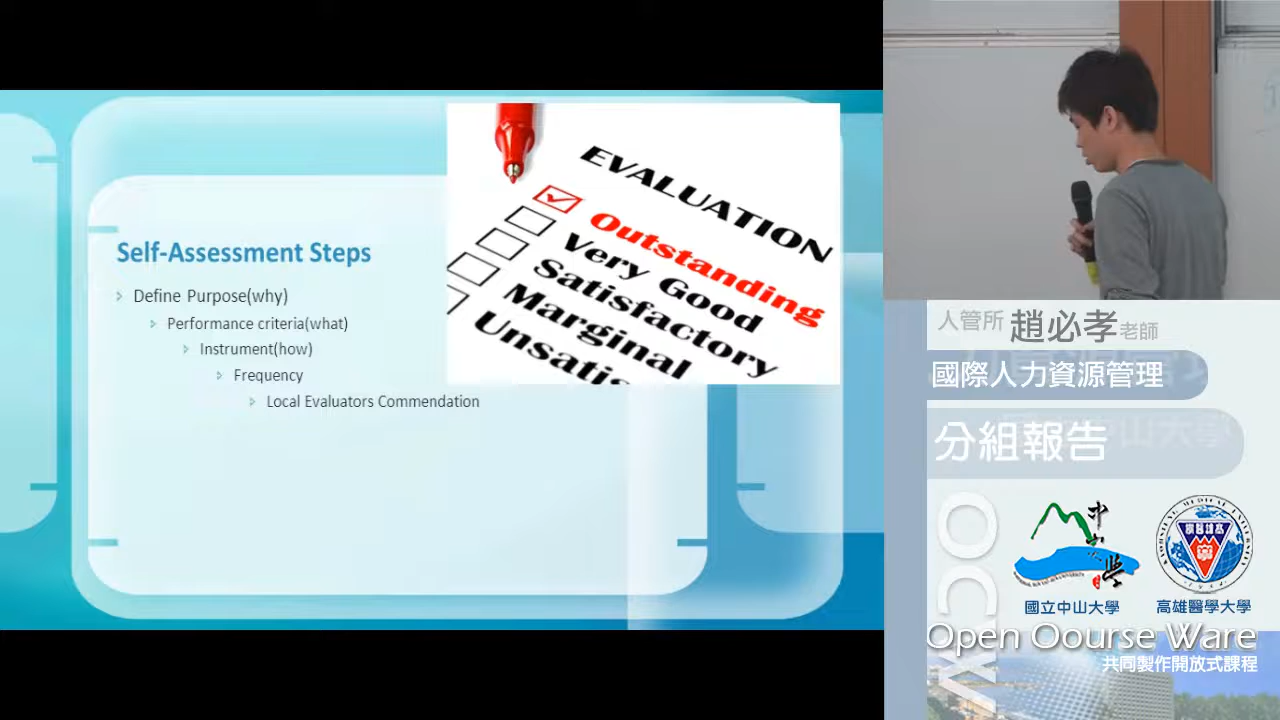 EVALUATION
Outstanding
Very Good
Satisfactory
Marginal
Unsatis
Self-Assessment Steps
Define Purpose(why)
Performance criteria(what)
Instrument(how)
Frequency
Local Evaluators Commendation
人管所 趙必孝老師
國際人力資源管理
分組報告
OCW
國立中山大學
高雄醫學大學
Open Oourse Ware
共同製作開放式課程